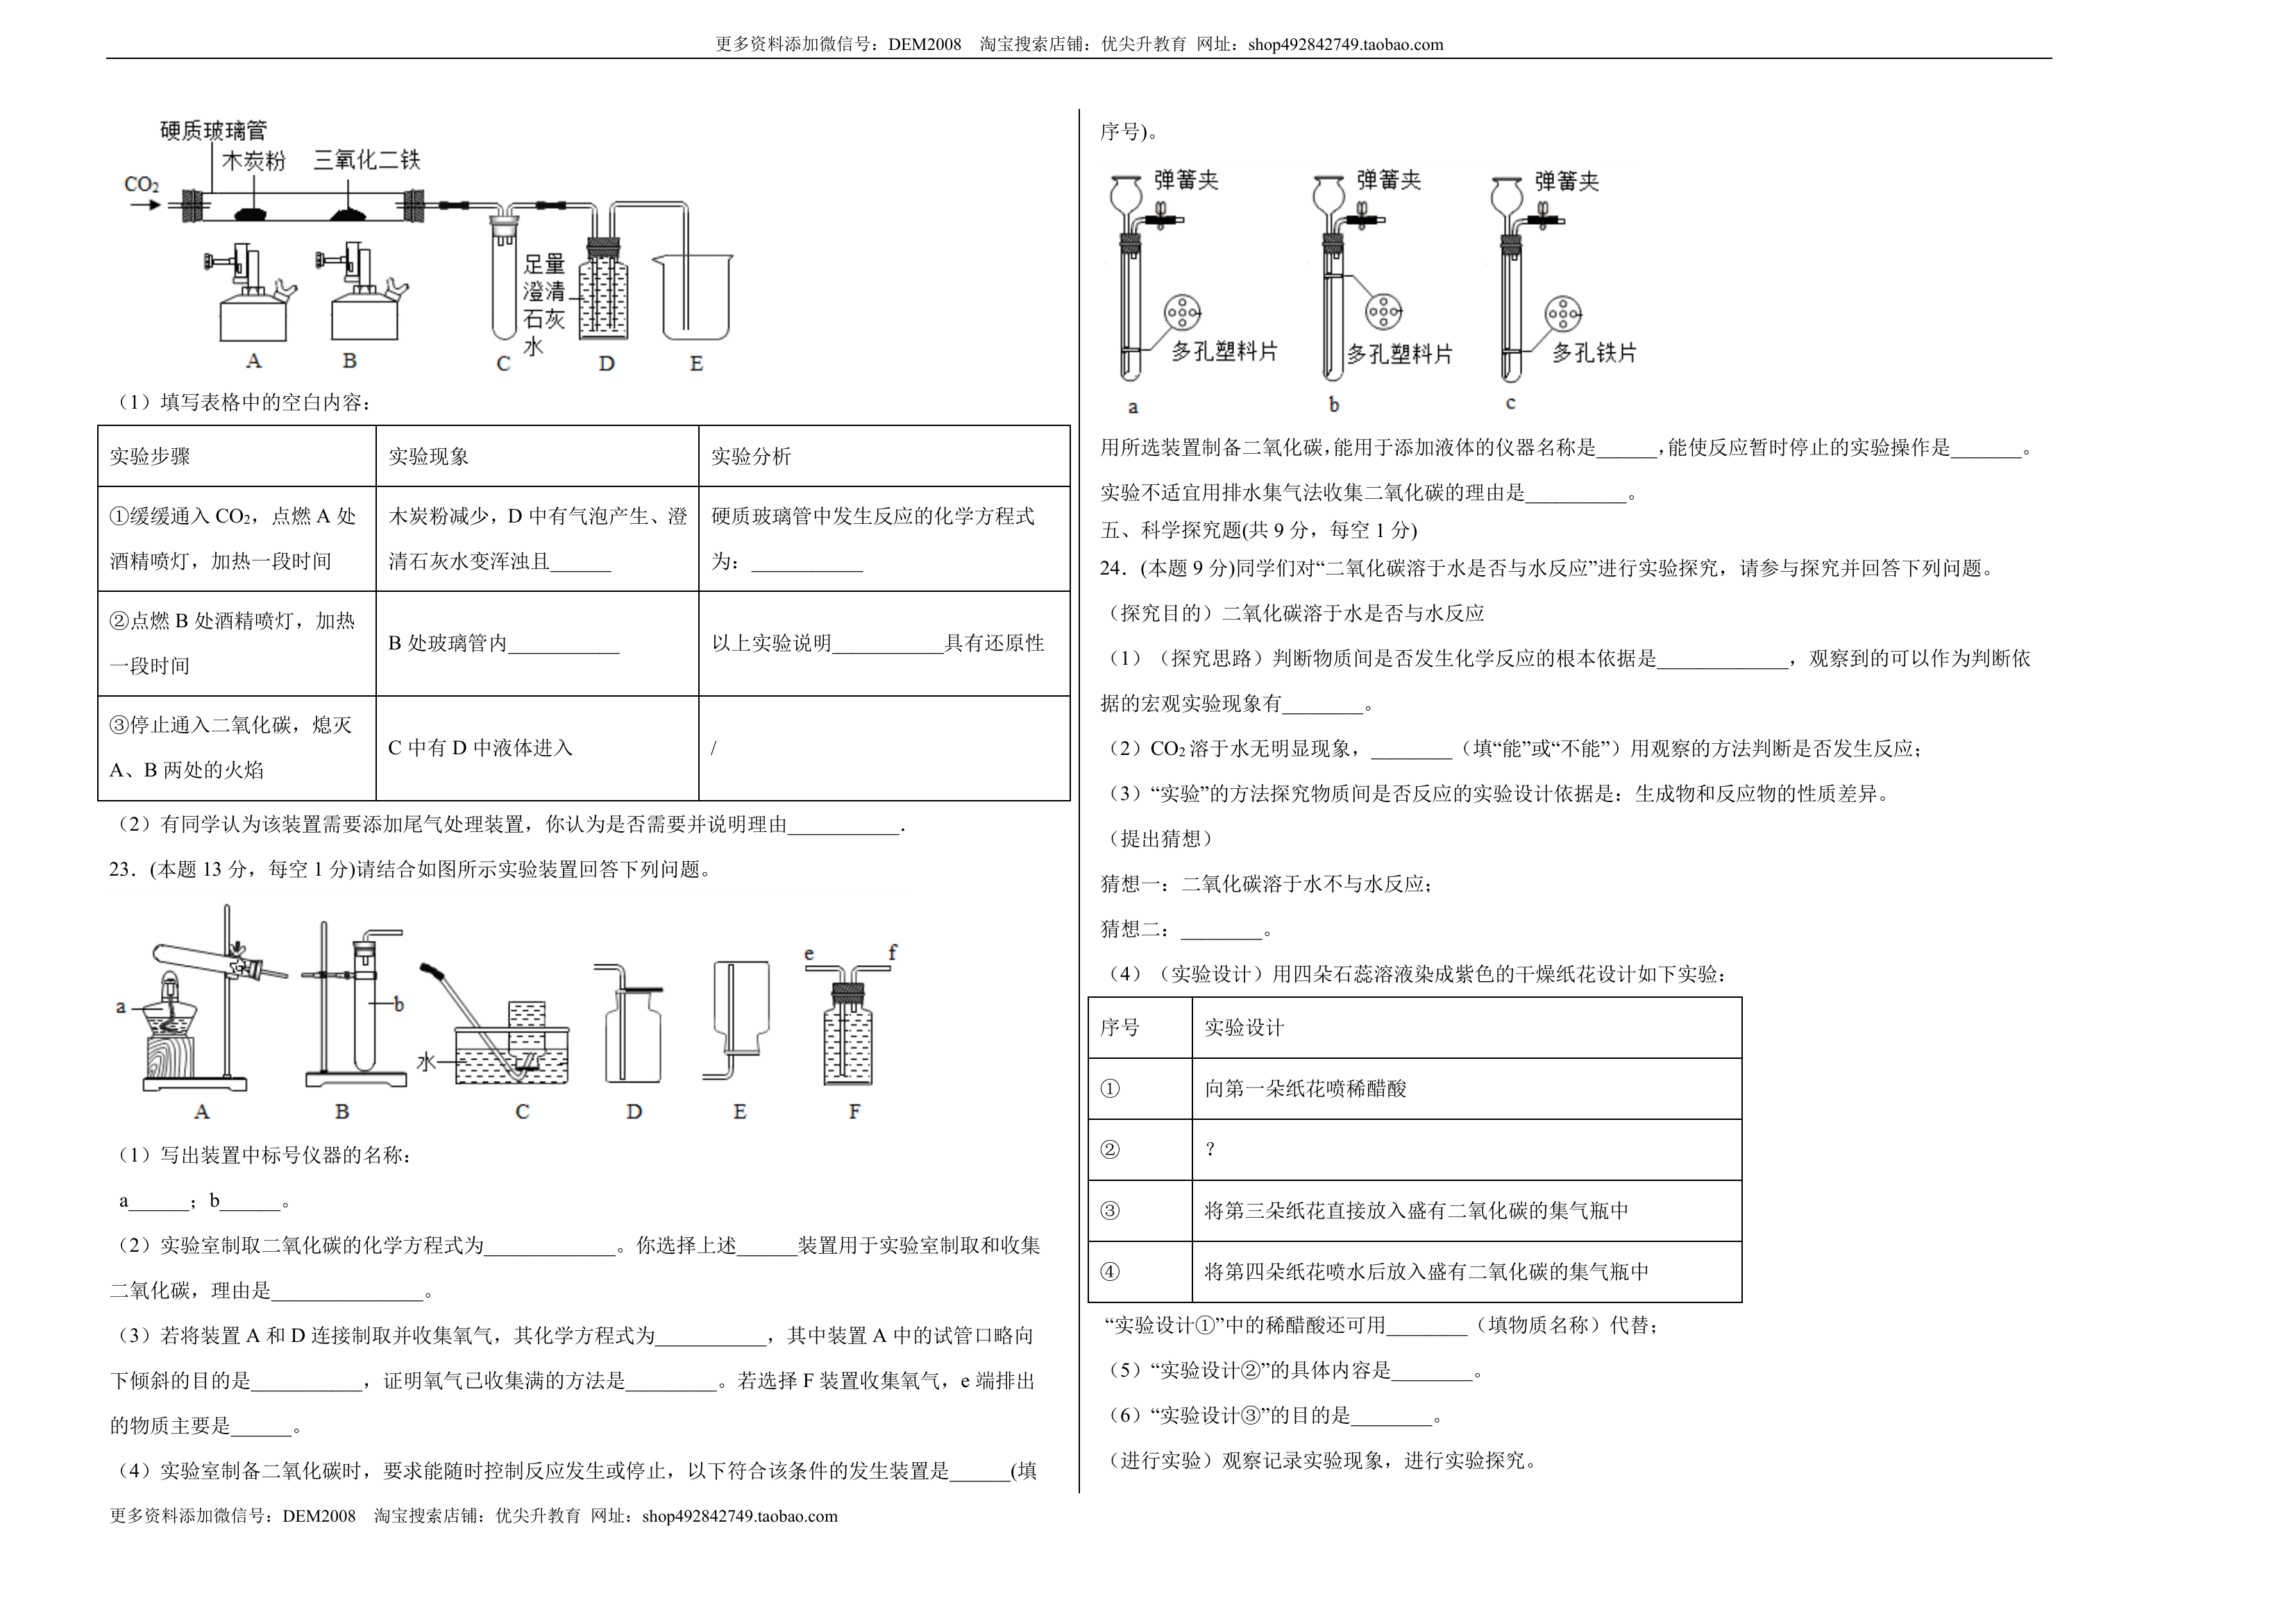 更多资料添加微信号：DEM2008    淘宝搜索店铺：优尖升教育  网址：shop492842749.taobao.com
硬质玻璃管
木炭粉
三氧化二铁
CO2
足量
澄清
石灰
水
A
B
C
D
E
（1）填写表格中的空白内容：
实验步骤
实验现象
实验分析
①缓缓通入 CO2，点燃 A 处
酒精喷灯，加热一段时间
木炭粉减少，D 中有气泡产生、澄
清石灰水变浑浊且______
硬质玻璃管中发生反应的化学方程式
为：___________
②点燃 B 处酒精喷灯，加热
一段时间
B 处玻璃管内___________
以上实验说明___________具有还原性
③停止通入二氧化碳，熄灭
A、B 两处的火焰
C 中有 D 中液体进入
/
（2）有同学认为该装置需要添加尾气处理装置，你认为是否需要并说明理由___________．
23．(本题 13 分，每空 1 分)请结合如图所示实验装置回答下列问题。
a
b
水
e
f
A
B
C
D
E
F
（1）写出装置中标号仪器的名称：
a______；b______。
（2）实验室制取二氧化碳的化学方程式为_____________。你选择上述______装置用于实验室制取和收集
二氧化碳，理由是_______________。
（3）若将装置 A 和 D 连接制取并收集氧气，其化学方程式为___________，其中装置 A 中的试管口略向
下倾斜的目的是___________，证明氧气已收集满的方法是_________。若选择 F 装置收集氧气，e 端排出
的物质主要是______。
（4）实验室制备二氧化碳时，要求能随时控制反应发生或停止，以下符合该条件的发生装置是______(填
序号)。
弹簧夹
弹簧夹
弹簧夹
多孔塑料片
多孔塑料片
多孔铁片
a
b
c
用所选装置制备二氧化碳，能用于添加液体的仪器名称是______，能使反应暂时停止的实验操作是_______。
实验不适宜用排水集气法收集二氧化碳的理由是__________。
五、科学探究题(共 9 分，每空 1 分)
24．(本题 9 分)同学们对“二氧化碳溶于水是否与水反应”进行实验探究，请参与探究并回答下列问题。
（探究目的）二氧化碳溶于水是否与水反应
（1）（探究思路）判断物质间是否发生化学反应的根本依据是_____________，观察到的可以作为判断依
据的宏观实验现象有________。
（2）CO2 溶于水无明显现象，________（填“能”或“不能”）用观察的方法判断是否发生反应；
（3）“实验”的方法探究物质间是否反应的实验设计依据是：生成物和反应物的性质差异。
（提出猜想）
猜想一：二氧化碳溶于水不与水反应；
猜想二：________。
（4）（实验设计）用四朵石蕊溶液染成紫色的干燥纸花设计如下实验：
序号
实验设计
①
向第一朵纸花喷稀醋酸
②
？
③
将第三朵纸花直接放入盛有二氧化碳的集气瓶中
④
将第四朵纸花喷水后放入盛有二氧化碳的集气瓶中
“实验设计①”中的稀醋酸还可用________（填物质名称）代替；
（5）“实验设计②”的具体内容是________。
（6）“实验设计③”的目的是________。
（进行实验）观察记录实验现象，进行实验探究。
更多资料添加微信号：DEM2008    淘宝搜索店铺：优尖升教育  网址：shop492842749.taobao.com